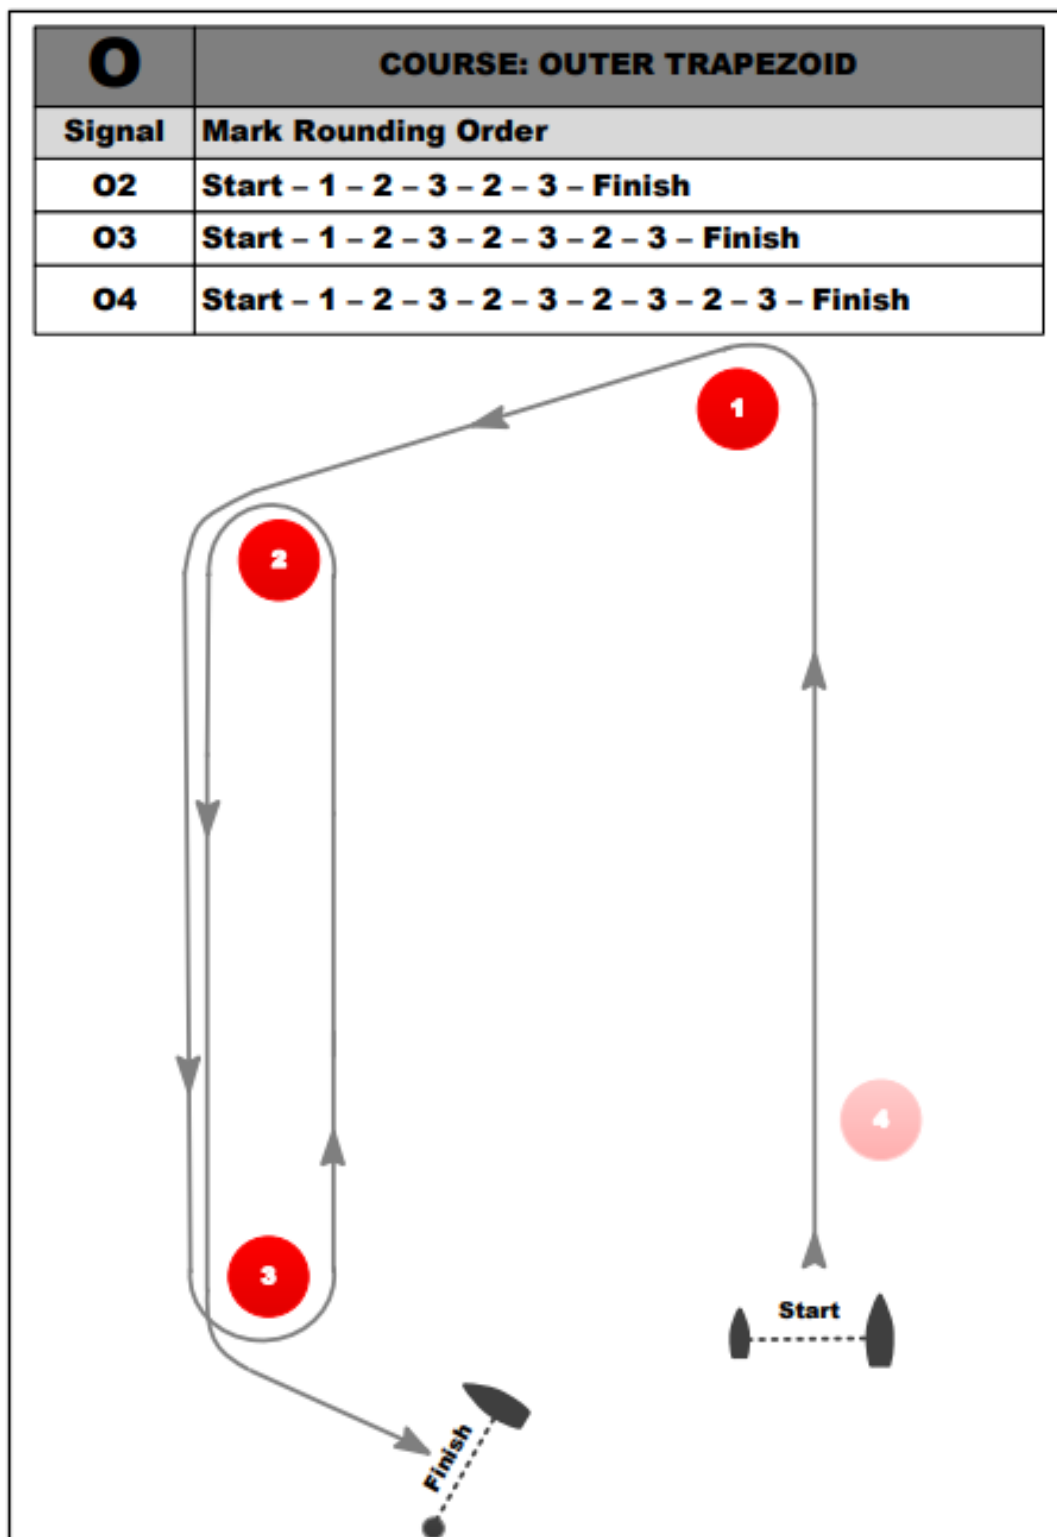 O COURSE: OUTER TRAPEZOID
Signal Mark Rounding Order
O2 Start – 1 – 2 – 3 – 2 – 3 – Finish
O3 Start – 1 – 2 – 3 – 2 – 3 – 2 – 3 – Finish
O4 Start – 1 – 2 – 3 – 2 – 3 – 2 – 3 – 2 – 3 – Finish
1
2
4
3
Start
Finish